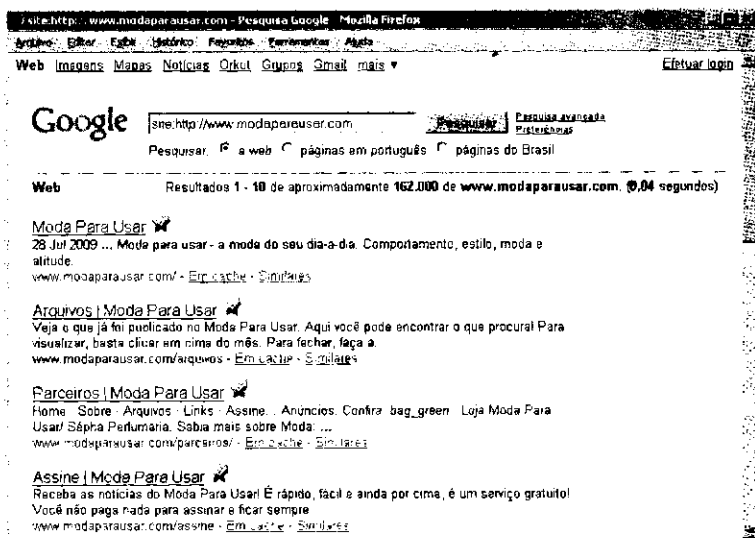 site:http: www.modaparausar.com - Pesquisa Google Mozilla Firefox
Arquivo Editar Exibir Histórico Favoritos Ferramentas Ajuda
Web Imagens Mapas Notícias Orkut Grupos Gmail mais ▼ Efetuar login
Google site:http://www.modaparausar.com Pesquisar Pesquisa avançada
Preferências
Pesquisar: a web páginas em português páginas do Brasil
Web Resultados 1 - 10 de aproximadamente 162.000 de www.modaparausar.com. (0,04 segundos)
Moda Para Usar
28 Jul 2009 ... Moda para usar - a moda do seu dia-a-dia. Comportamento, estilo, moda e
atitude.
www.modaparausar.com/ - Em cache - Similares
Arquivos | Moda Para Usar
Veja o que já foi publicado no Moda Para Usar. Aqui você pode encontrar o que procura! Para
visualizar, basta clicar em cima do mês. Para fechar, faça a.
www.modaparausar.com/arquivos - Em cache - Similares
Parceiros | Moda Para Usar
Home · Sobre · Arquivos · Links · Assine. . Anúncios. Confira bag_green Loja Moda Para
Usar/ Sépha Perfumaria. Sabia mais sobre Moda: ...
www.modaparausar.com/parceiros/ - Em cache - Similares
Assine | Moda Para Usar
Receba as notícias do Moda Para Usar! É rápido, fácil e ainda por cima, é um serviço gratuito!
Você não paga nada para assinar e ficar sempre
www.modaparausar.com/assine - Em cache - Similares